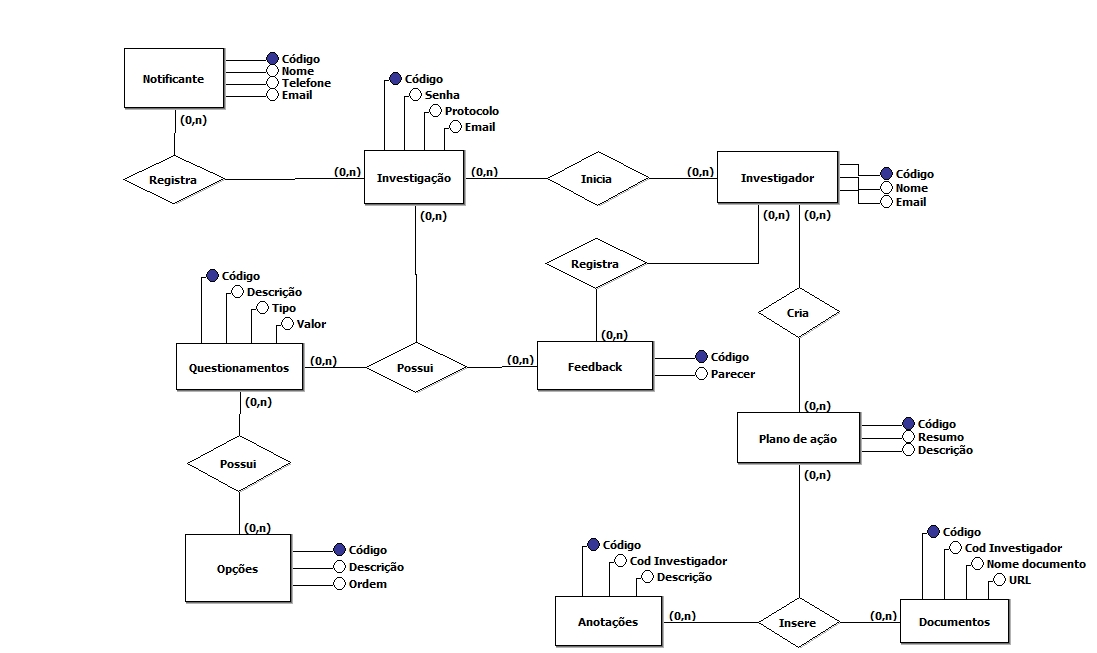 Notificante
Código
Nome
Telefone
Email
(0,n)
Registra
(0,n)
Código
Senha
Protocolo
Email
Investigação
(0,n)
(0,n)
Inicia
(0,n)
Investigador
Código
Nome
Email
(0,n)
(0,n)
Registra
(0,n)
Cria
(0,n)
Código
Descrição
Tipo
Valor
Questionamentos
(0,n)
(0,n)
Possui
(0,n)
Feedback
Código
Parecer
Possui
(0,n)
Opções
Código
Descrição
Ordem
Plano de ação
Código
Resumo
Descrição
(0,n)
Código
Cod Investigador
Descrição
Anotações
(0,n)
Insere
(0,n)
Código
Cod Investigador
Nome documento
URL
Documentos